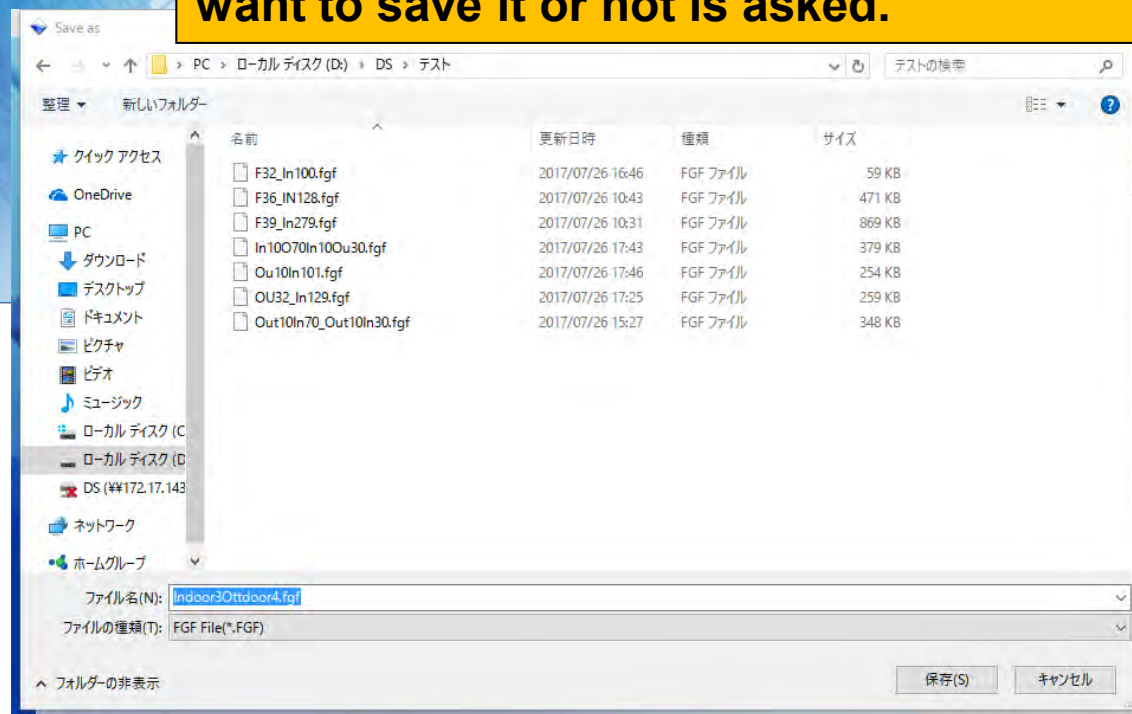 want to save it or not is asked.
Save as
PC › ローカル ディスク (D:) › DS › テスト
テストの検索
整理 新しいフォルダー
名前 更新日時 種類 サイズ
クイック アクセス
OneDrive
PC
ダウンロード
デスクトップ
ドキュメント
ピクチャ
ビデオ
ミュージック
ローカル ディスク (C
ローカル ディスク (D
DS (¥¥172.17.143
ネットワーク
ホームグループ
F32_In100.fgf 2017/07/26 16:46 FGF ファイル 59 KB
F36_IN128.fgf 2017/07/26 10:43 FGF ファイル 471 KB
F39_In279.fgf 2017/07/26 10:31 FGF ファイル 869 KB
In10O70In10Ou30.fgf 2017/07/26 17:43 FGF ファイル 379 KB
Ou10In101.fgf 2017/07/26 17:46 FGF ファイル 254 KB
OU32_In129.fgf 2017/07/26 17:25 FGF ファイル 259 KB
Out10In70_Out10In30.fgf 2017/07/26 15:27 FGF ファイル 348 KB
ファイル名(N): Indoor3Ottdoor4.fgf
ファイルの種類(T): FGF File(*.FGF)
フォルダーの非表示
保存(S) キャンセル